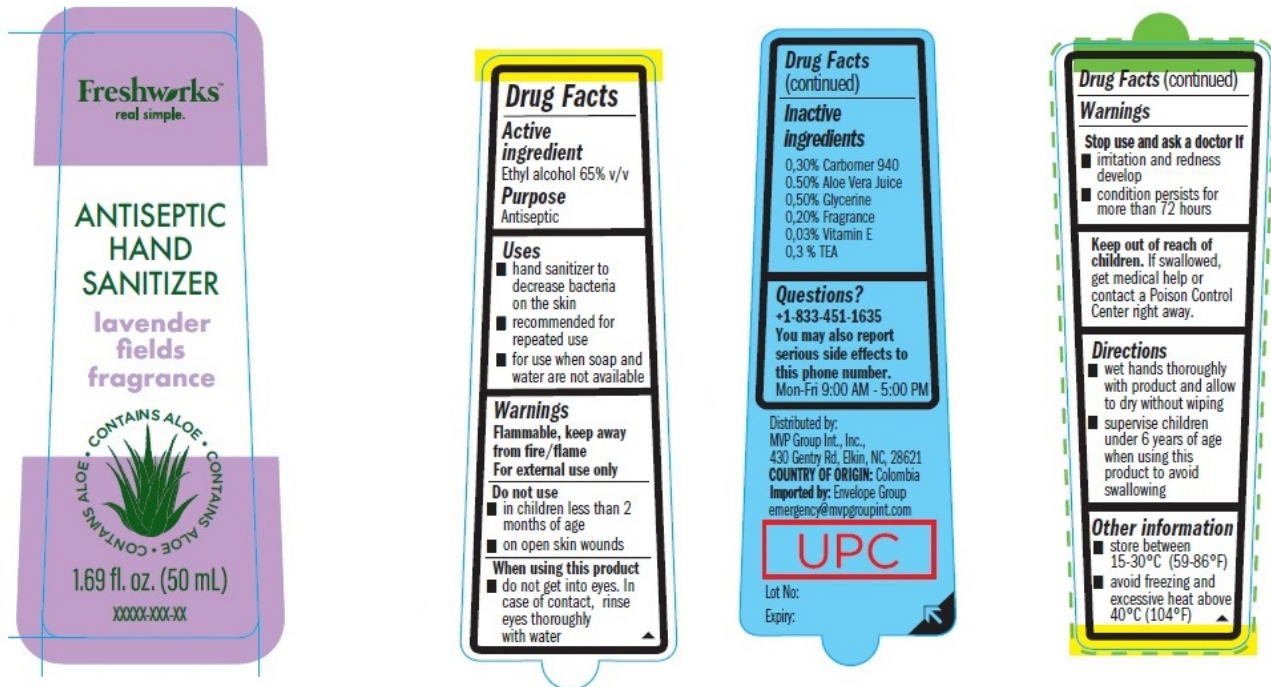 Freshworks™
real simple.
ANTISEPTIC
HAND
SANITIZER
lavender
fields
fragrance
CONTAINS ALOE • CONTAINS ALOE • CONTAINS ALOE •
1.69 fl. oz. (50 mL)
XXXXX-XXX-XX
Drug Facts
Active
ingredient
Ethyl alcohol 65% v/v
Purpose
Antiseptic
Uses
■ hand sanitizer to
decrease bacteria
on the skin
■ recommended for
repeated use
■ for use when soap and
water are not available
Warnings
Flammable, keep away
from fire/flame
For external use only
Do not use
■ in children less than 2
months of age
■ on open skin wounds
When using this product
■ do not get into eyes. In
case of contact, rinse
eyes thoroughly
with water
Drug Facts
(continued)
Inactive
ingredients
0,30% Carbomer 940
0.50% Aloe Vera Juice
0,50% Glycerine
0,20% Fragrance
0,03% Vitamin E
0,3 % TEA
Questions?
+1-833-451-1635
You may also report
serious side effects to
this phone number.
Mon-Fri 9:00 AM - 5:00 PM
Distributed by:
MVP Group Int., Inc.,
430 Gentry Rd, Elkin, NC, 28621
COUNTRY OF ORIGIN: Colombia
Imported by: Envelope Group
emergency@mvpgroupint.com
UPC
Lot No:
Expiry:
Drug Facts (continued)
Warnings
Stop use and ask a doctor If
■ irritation and redness
develop
■ condition persists for
more than 72 hours
Keep out of reach of
children. If swallowed,
get medical help or
contact a Poison Control
Center right away.
Directions
■ wet hands thoroughly
with product and allow
to dry without wiping
■ supervise children
under 6 years of age
when using this
product to avoid
swallowing
Other information
■ store between
15-30°C (59-86°F)
■ avoid freezing and
excessive heat above
40°C (104°F)